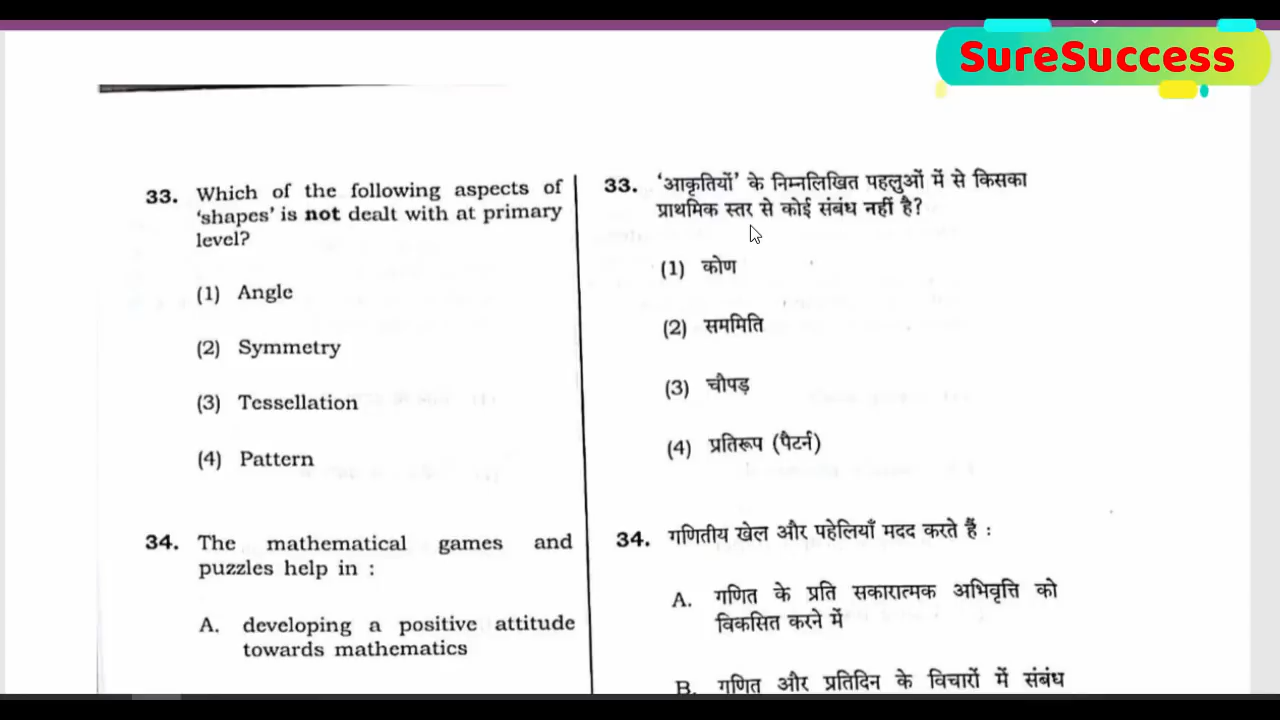 SureSuccess
33. Which of the following aspects of
‘shapes’ is not dealt with at primary
level?
(1) Angle
(2) Symmetry
(3) Tessellation
(4) Pattern
34. The mathematical games and
puzzles help in :
A. developing a positive attitude
towards mathematics
33. ‘आकृतियों’ के निम्नलिखित पहलुओं में से किसका
प्राथमिक स्तर से कोई संबंध नहीं है?
(1) कोण
(2) सममिति
(3) चौपड़
(4) प्रतिरूप (पैटर्न)
34. गणितीय खेल और पहेलियाँ मदद करते हैं :
A. गणित के प्रति सकारात्मक अभिवृत्ति को
विकसित करने में
B. गणित और प्रतिदिन के विचारों में संबंध